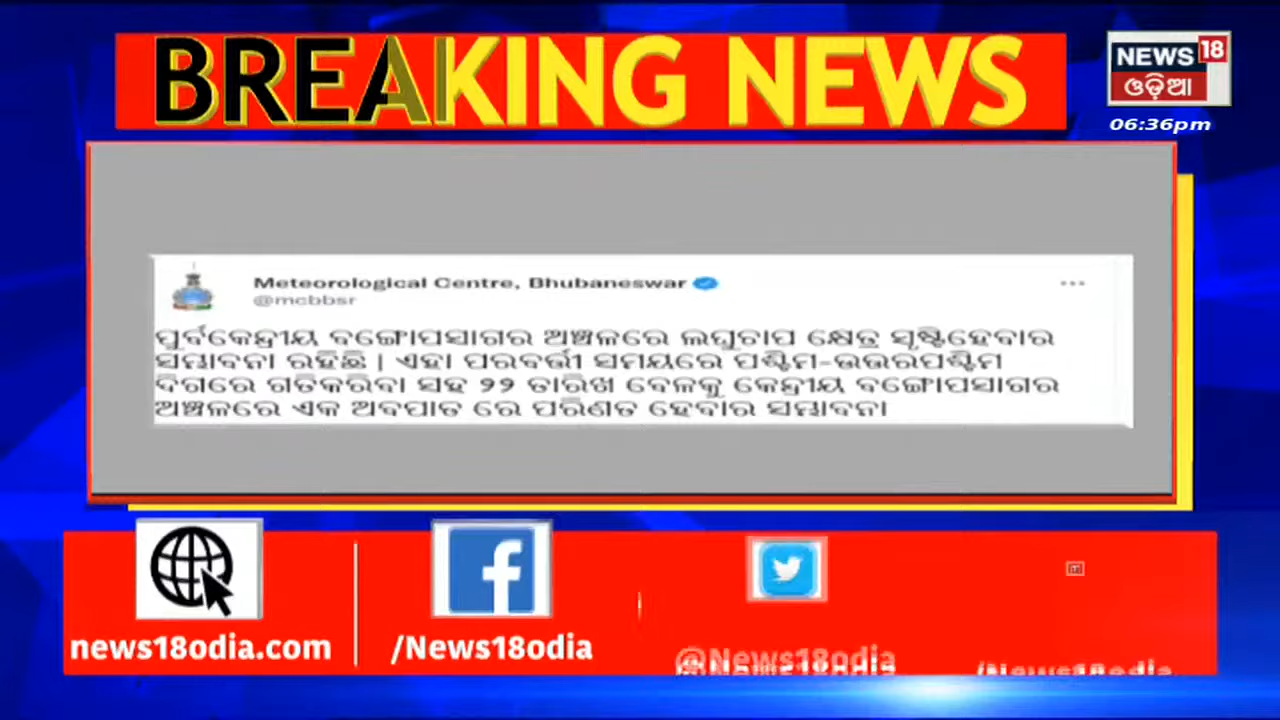 BREAKING NEWS
NEWS 18
ଓଡ଼ିଆ
06:36pm
Meteorological Centre, Bhubaneswar
@mcbbsr
ପୁର୍ବକେନ୍ଦ୍ରୀୟ ବଙ୍ଗୋପସାଗର ଅଞ୍ଚଳରେ ଲଘୁଚାପ କ୍ଷେତ୍ର ସୃଷ୍ଟିହେବାର
ସମ୍ଭାବନା ରହିଛି | ଏହା ପରବର୍ତ୍ତୀ ସମୟରେ ପଶ୍ଚିମ-ଉତ୍ତରପଶ୍ଚିମ
ଦିଗରେ ଗତିକରିବା ସହ ୨୨ ତାରିଖ ବେଳକୁ କେନ୍ଦ୍ରୀୟ ବଙ୍ଗୋପସାଗର
ଅଞ୍ଚଳରେ ଏକ ଅବପାତ ରେ ପରିଣତ ହେବାର ସମ୍ଭାବନା
news18odia.com
/News18odia
@News18odia
/News18odia